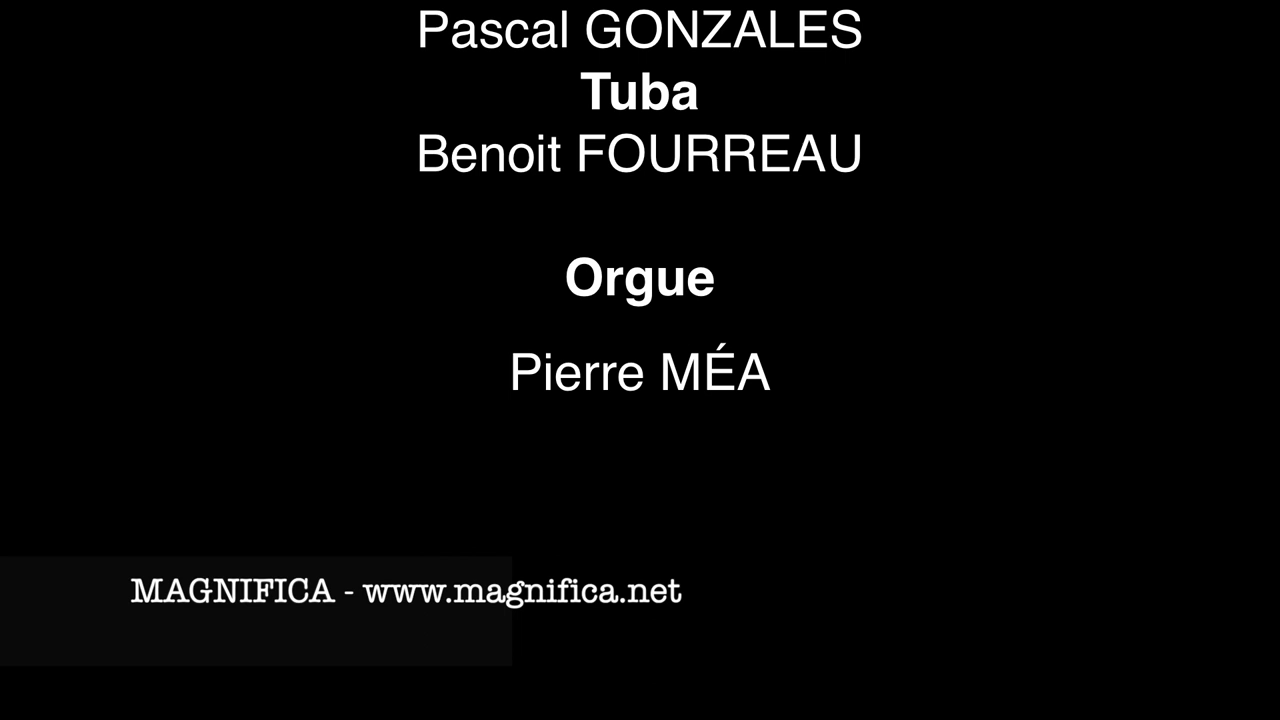 Pascal GONZALES
Tuba
Benoit FOURREAU
Orgue
Pierre MÉA
MAGNIFICA - www.magnifica.net